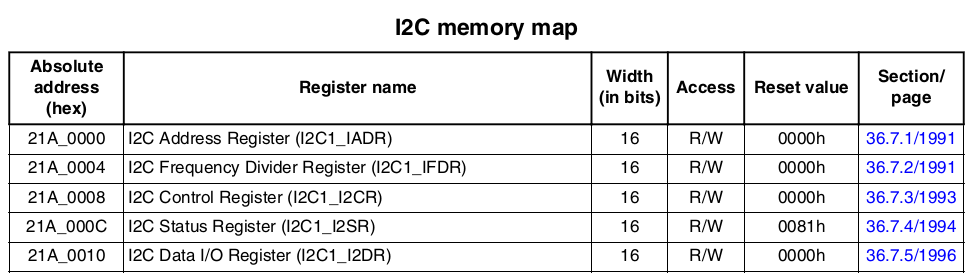 I2C memory map
Absolute address (hex) Register name Width (in bits) Access Reset value Section/ page
21A_0000 I2C Address Register (I2C1_IADR) 16 R/W 0000h 36.7.1/1991
21A_0004 I2C Frequency Divider Register (I2C1_IFDR) 16 R/W 0000h 36.7.2/1991
21A_0008 I2C Control Register (I2C1_I2CR) 16 R/W 0000h 36.7.3/1993
21A_000C I2C Status Register (I2C1_I2SR) 16 R/W 0081h 36.7.4/1994
21A_0010 I2C Data I/O Register (I2C1_I2DR) 16 R/W 0000h 36.7.5/1996